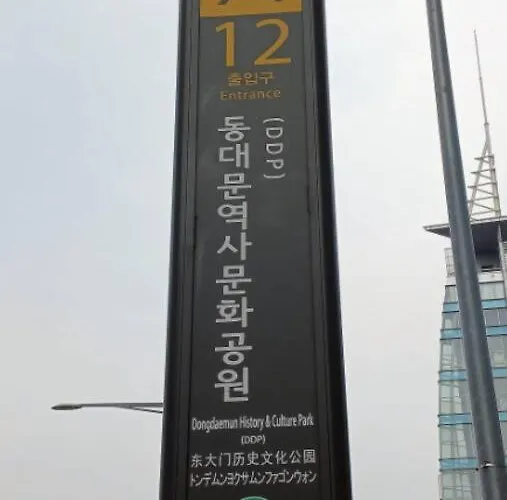 12
출입구
Entrance
동대문역사문화공원
(DDP)
Dongdaemun History & Culture Park
(DDP)
东大门历史文化公园
トンデムンヨクサムンファゴンウォン